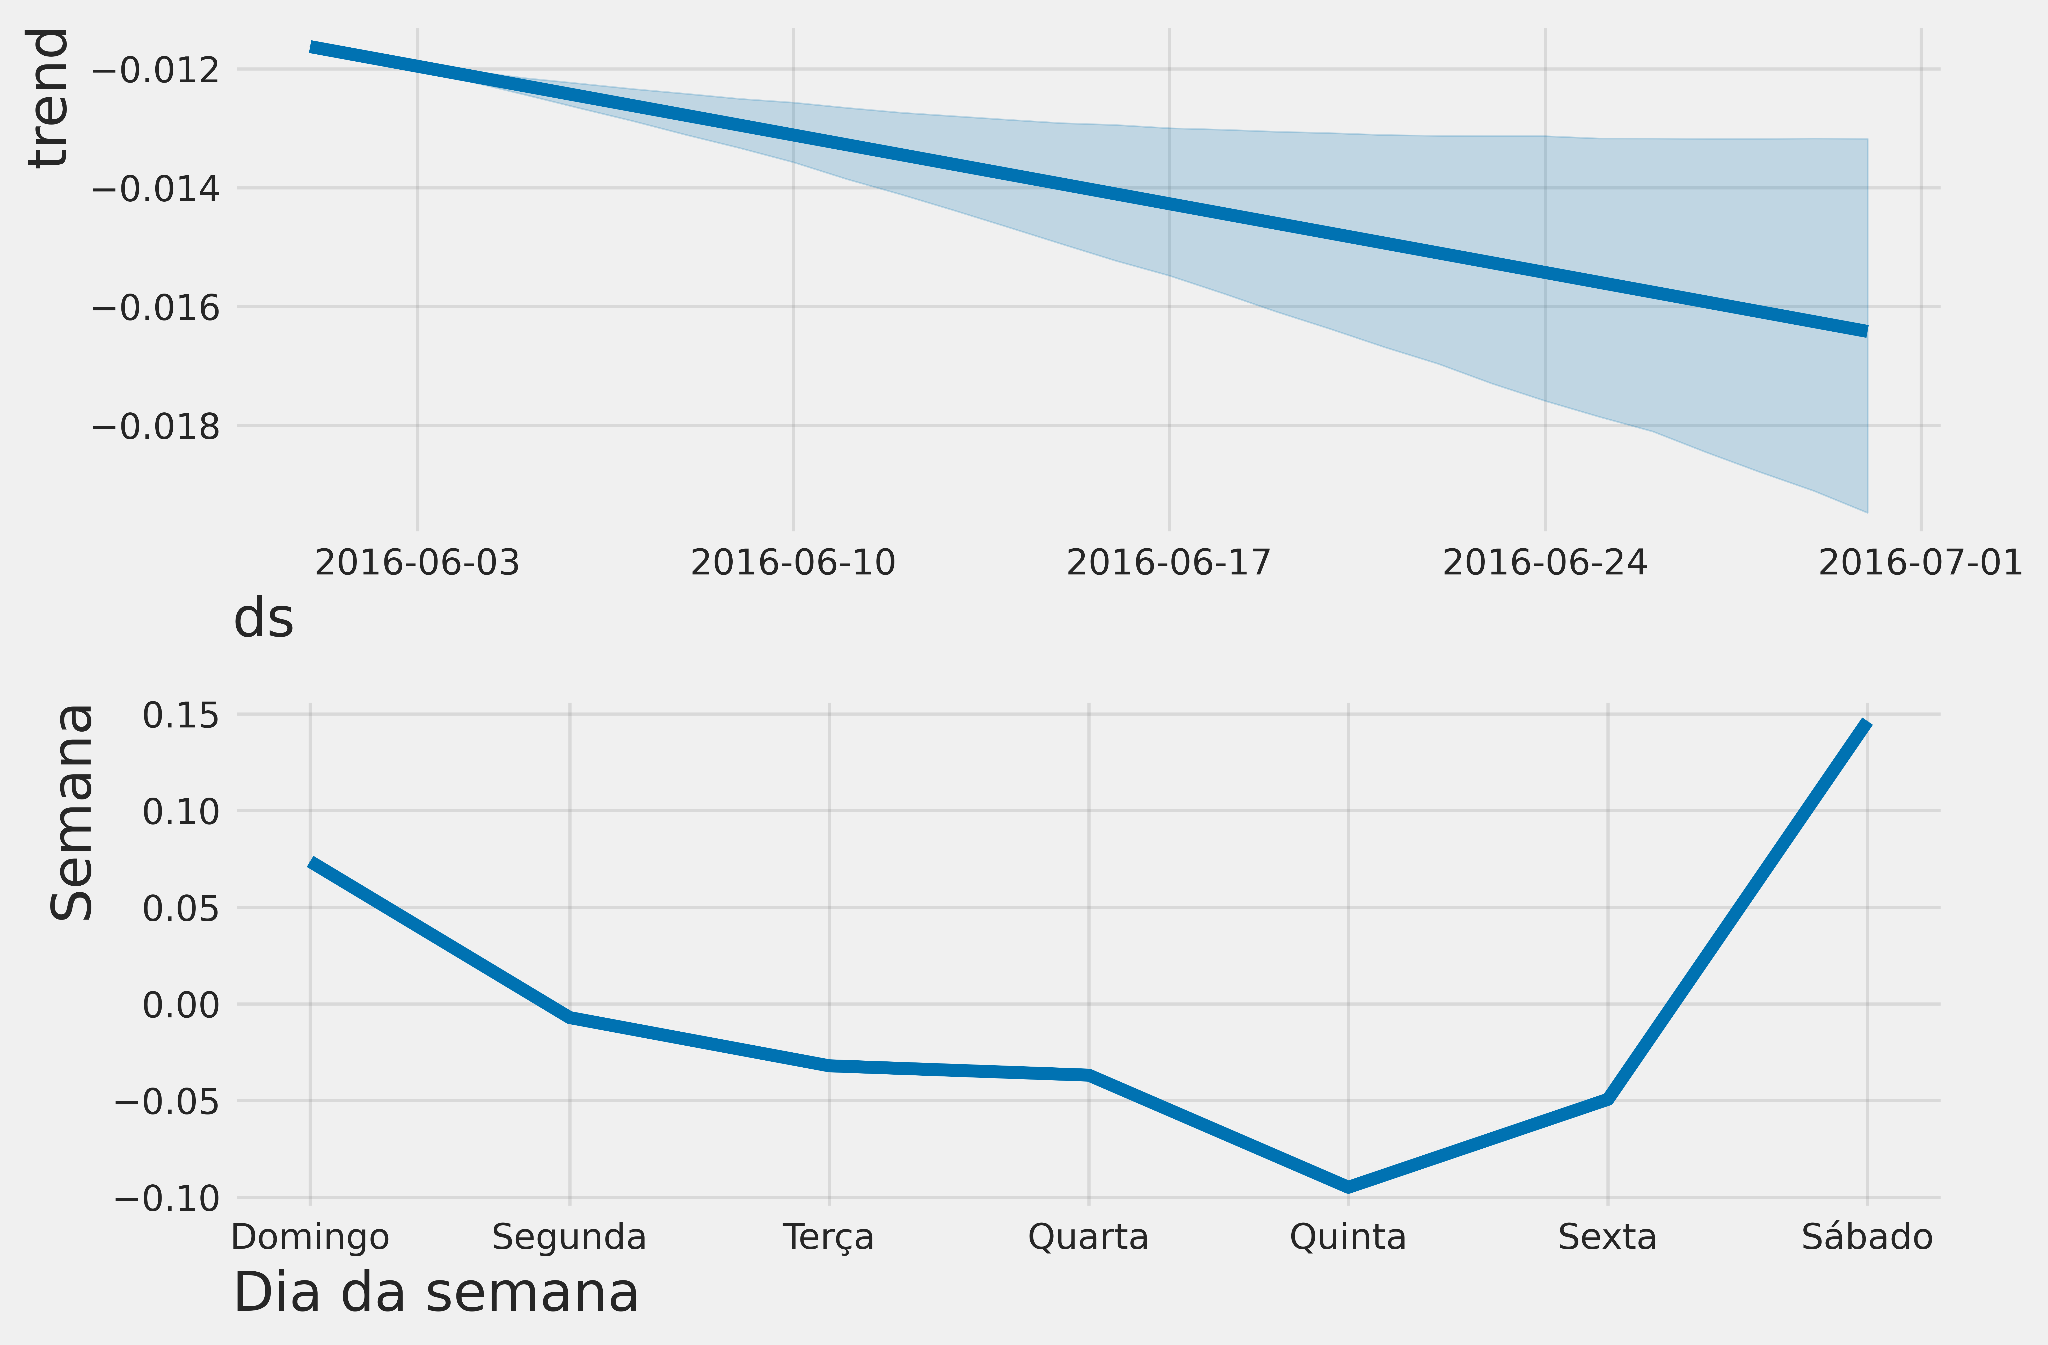 trend
−0.012
−0.014
−0.016
−0.018
2016-06-03 2016-06-10 2016-06-17 2016-06-24 2016-07-01
ds
Semana
0.15
0.10
0.05
0.00
−0.05
−0.10
Domingo Segunda Terça Quarta Quinta Sexta Sábado
Dia da semana